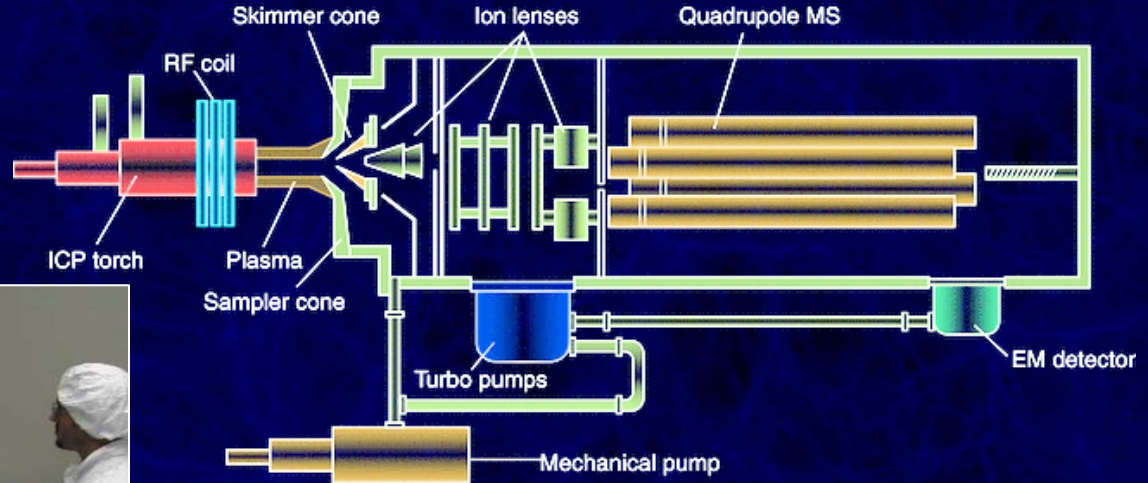 Skimmer cone
Ion lenses
Quadrupole MS
RF coil
ICP torch
Plasma
Sampler cone
Turbo pumps
EM detector
Mechanical pump